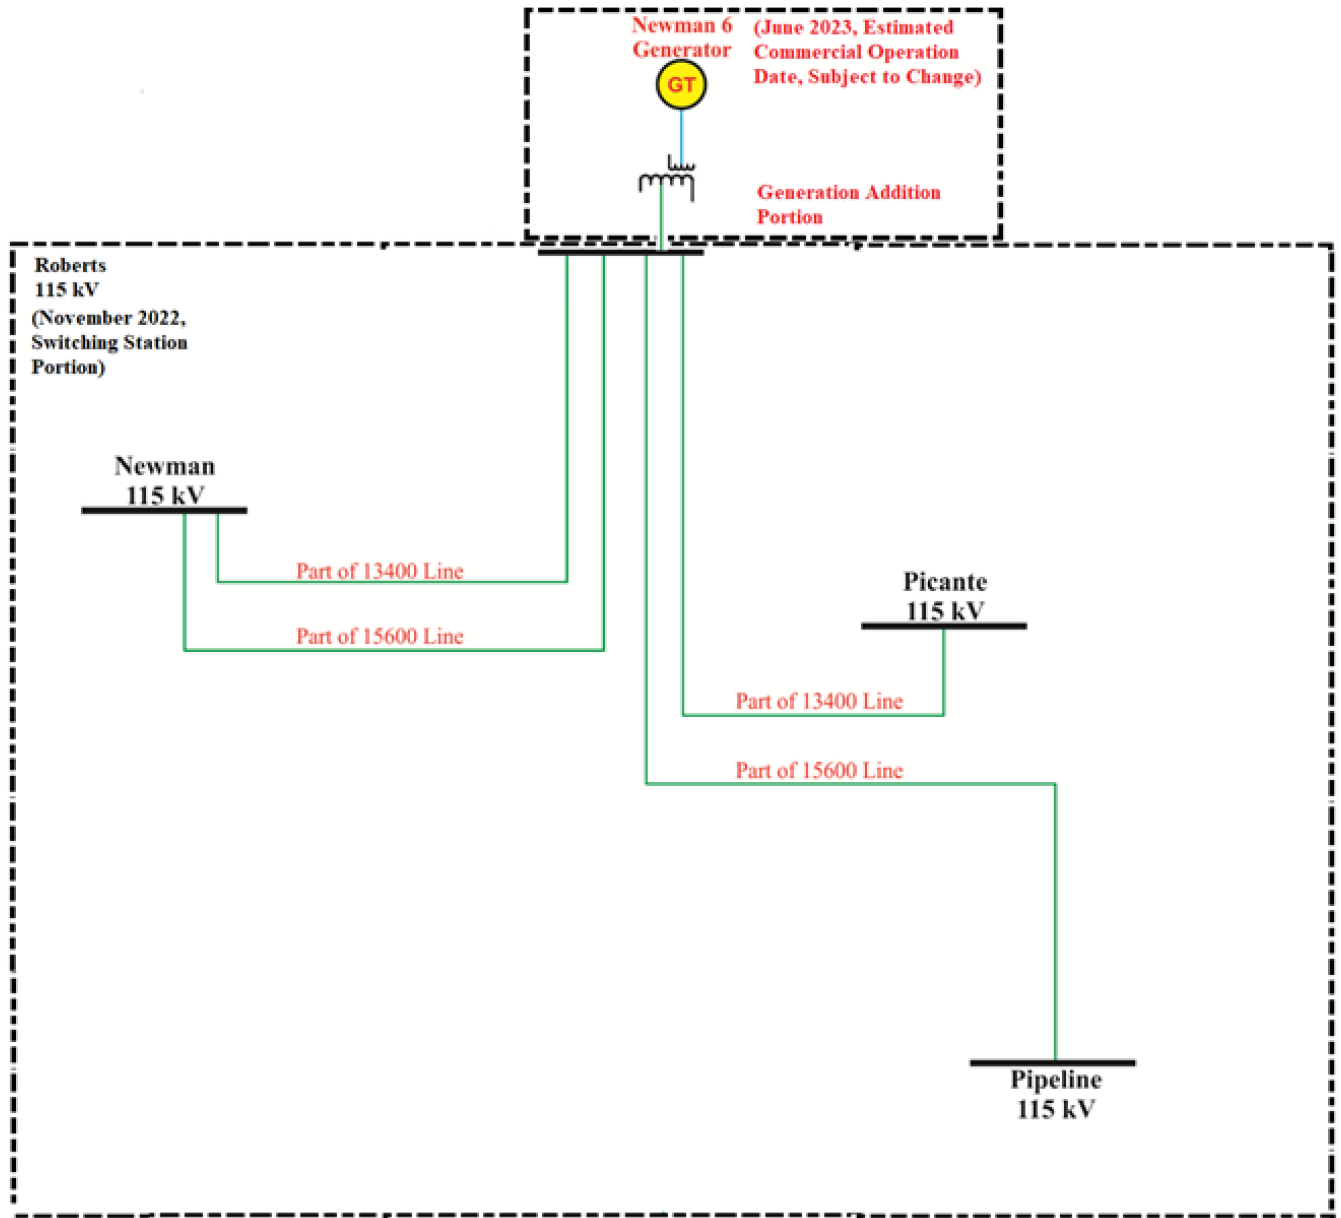 Newman 6
Generator
(June 2023, Estimated
Commercial Operation
Date, Subject to Change)
GT
Generation Addition
Portion
Roberts
115 kV
(November 2022,
Switching Station
Portion)
Newman
115 kV
Part of 13400 Line
Part of 15600 Line
Picante
115 kV
Part of 13400 Line
Part of 15600 Line
Pipeline
115 kV